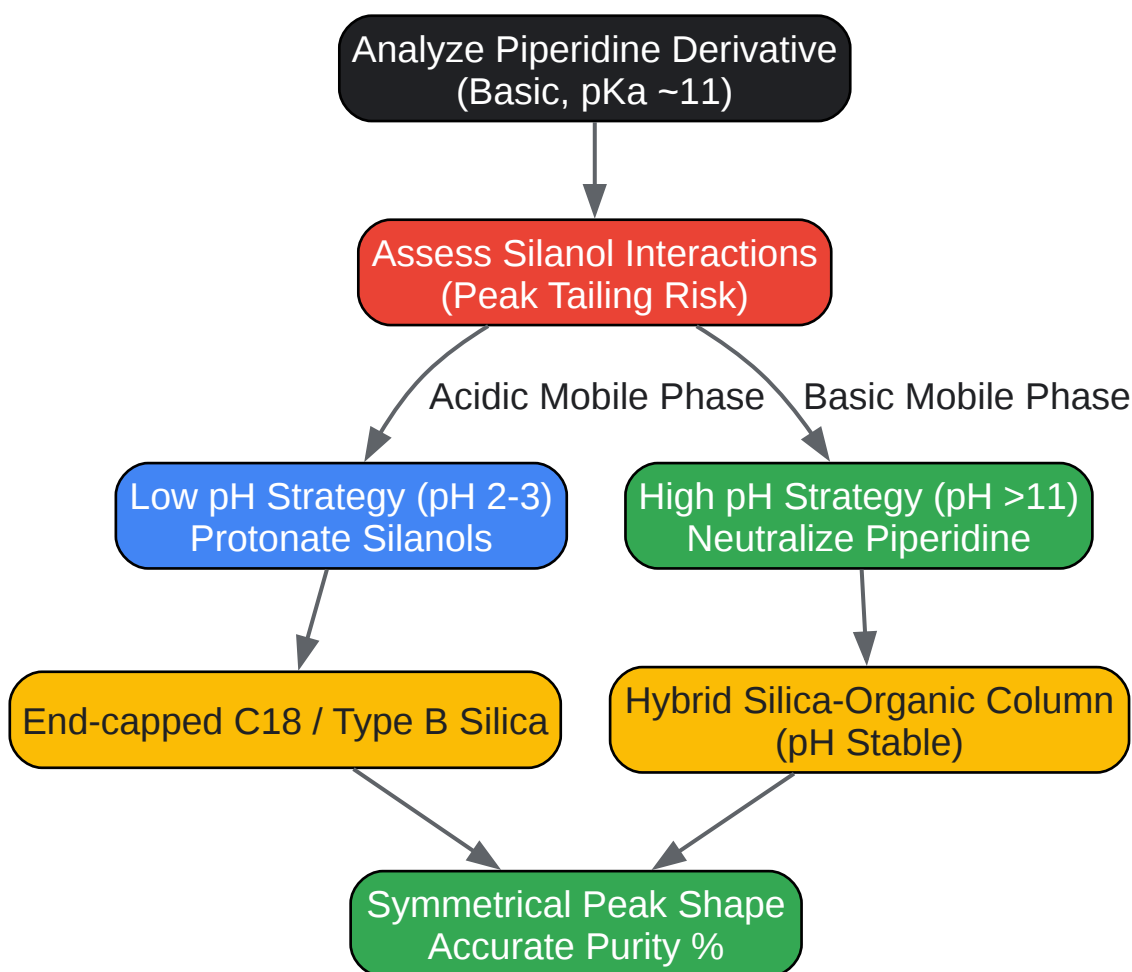 Analyze Piperidine Derivative
(Basic, pKa ~11)
Assess Silanol Interactions
(Peak Tailing Risk)
Acidic Mobile Phase
Basic Mobile Phase
Low pH Strategy (pH 2-3)
Protonate Silanols
High pH Strategy (pH >11)
Neutralize Piperidine
End-capped C18 / Type B Silica
Hybrid Silica-Organic Column
(pH Stable)
Symmetrical Peak Shape
Accurate Purity %